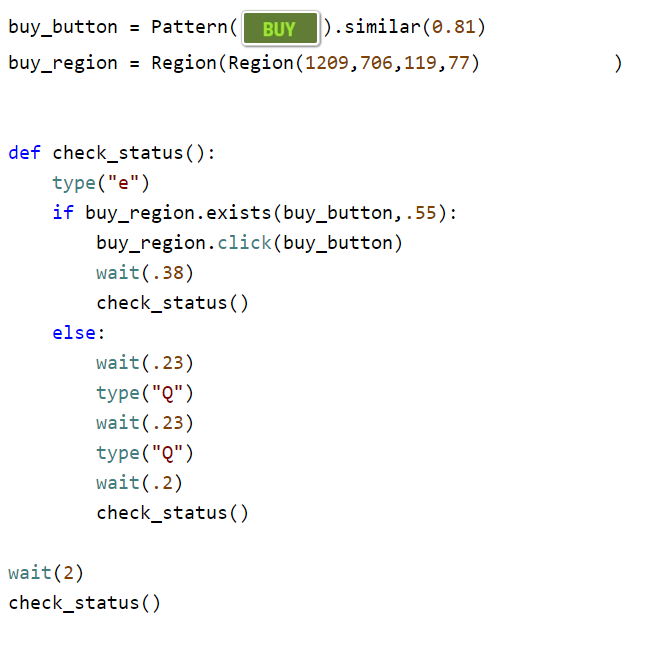 buy_button = Pattern( BUY ).similar(0.81)
buy_region = Region(Region(1209,706,119,77)            )
def check_status():
    type("e")
    if buy_region.exists(buy_button,.55):
        buy_region.click(buy_button)
        wait(.38)
        check_status()
    else:
        wait(.23)
        type("Q")
        wait(.23)
        type("Q")
        wait(.2)
        check_status()
wait(2)
check_status()